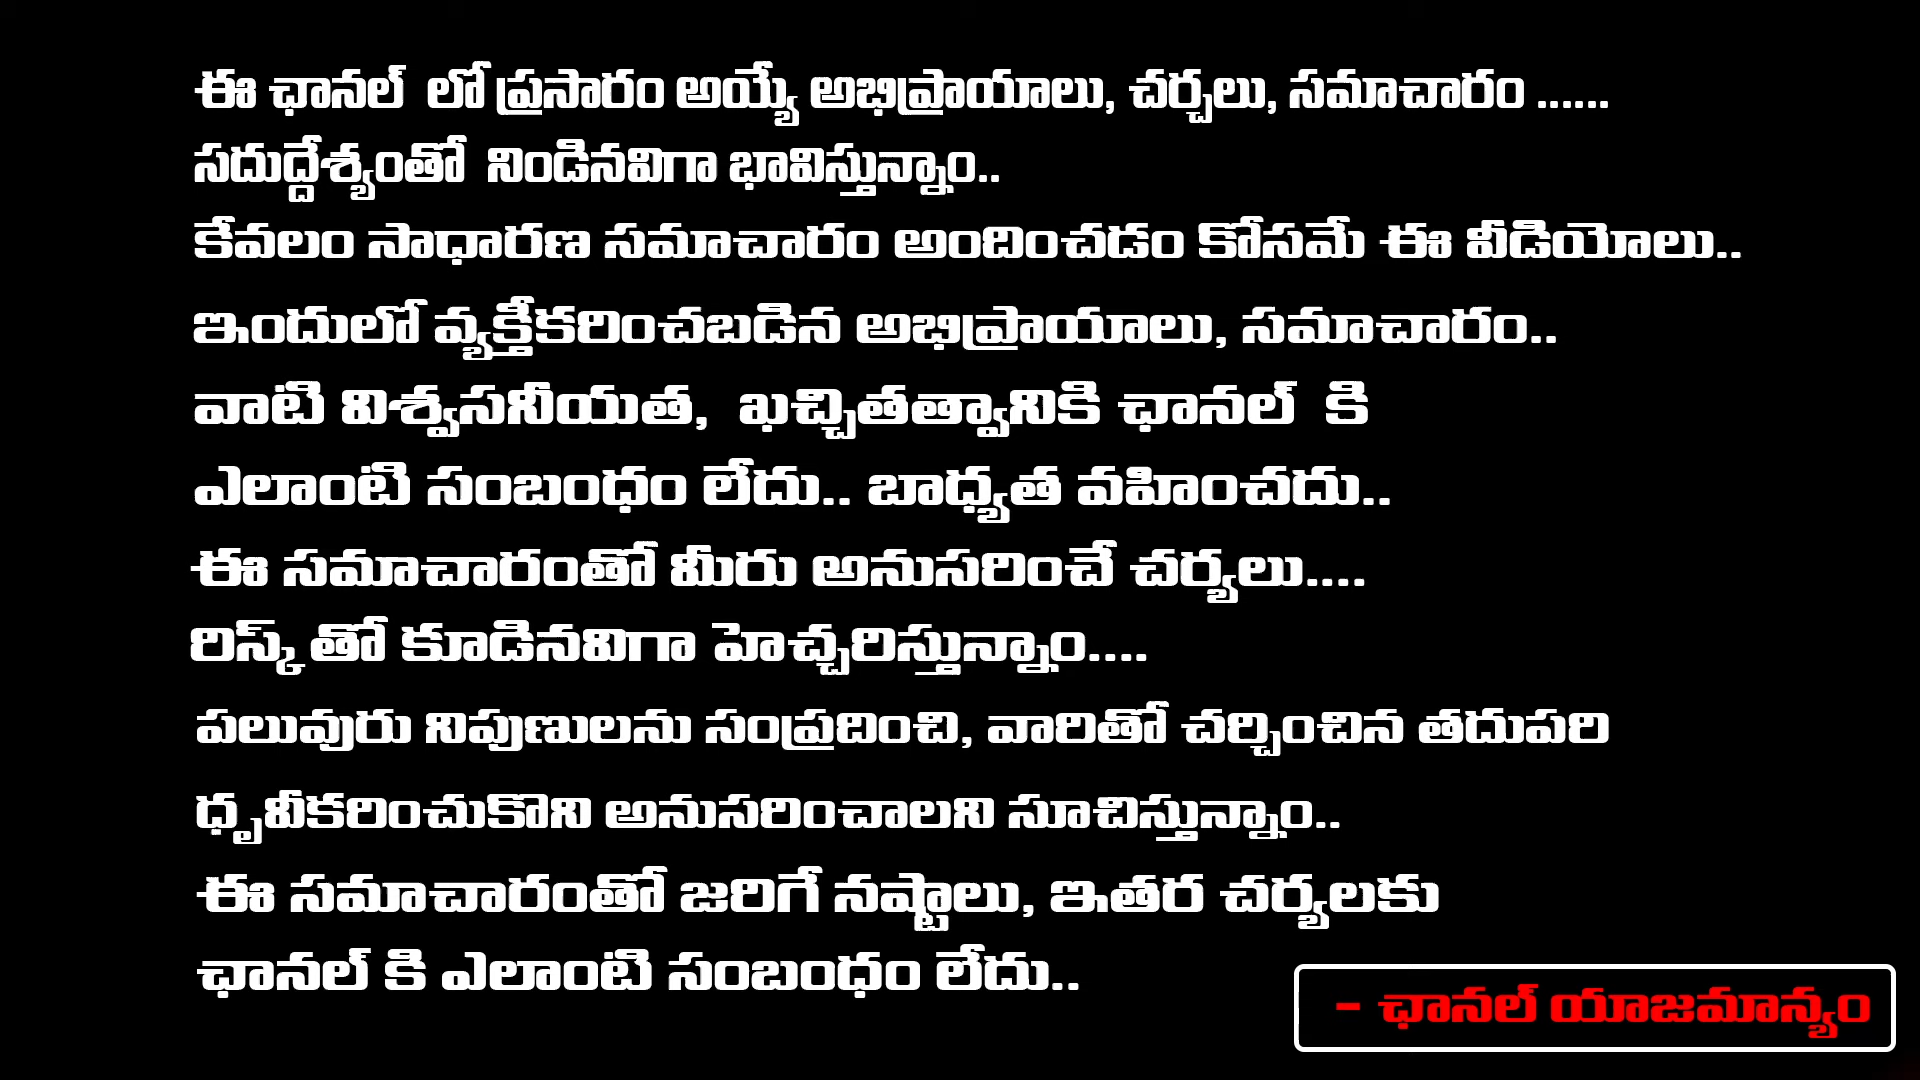 ఈ ఛానల్ లో ప్రసారం అయ్యే అభిప్రాయాలు, చర్చలు, సమాచారం ......
సదుద్దేశ్యంతో నిండినవిగా భావిస్తున్నాం..
కేవలం సాధారణ సమాచారం అందించడం కోసమే ఈ వీడియోలు..
ఇందులో వ్యక్తీకరించబడిన అభిప్రాయాలు, సమాచారం..
వాటి విశ్వసనీయత, ఖచ్చితత్వానికి ఛానల్ కి
ఎలాంటి సంబంధం లేదు.. బాధ్యత వహించదు..
ఈ సమాచారంతో మీరు అనుసరించే చర్యలు....
రిస్క్ తో కూడినవిగా హెచ్చరిస్తున్నాం....
పలువురు నిపుణులను సంప్రదించి, వారితో చర్చించిన తదుపరి
ధృవీకరించుకొని అనుసరించాలని సూచిస్తున్నాం..
ఈ సమాచారంతో జరిగే నష్టాలు, ఇతర చర్యలకు
ఛానల్ కి ఎలాంటి సంబంధం లేదు..
- ఛానల్ యాజమాన్యం